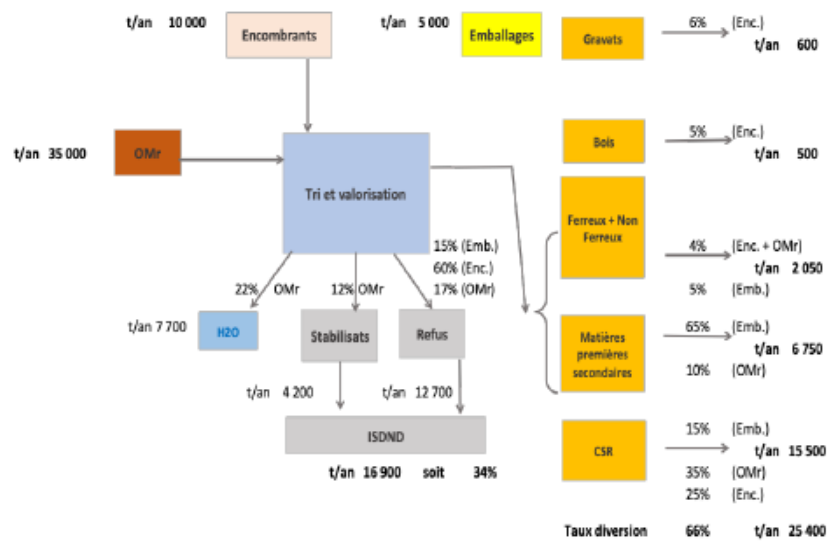 t/an 10 000
Encombrants
t/an 5 000
Emballages
Gravats
6% (Enc.)
t/an 600
t/an 35 000
OMr
Tri et valorisation
Bois
5% (Enc.)
t/an 500
Ferreux + Non
Ferreux
4% (Enc + OMr)
t/an 2 050
5% (Emb.)
15% (Emb.)
60% (Enc.)
17% (OMr)
22% OMr
12% OMr
t/an 7 700
H2O
Stabilisats
Refus
Matières
premières
secondaires
65% (Emb.)
t/an 6 750
10% (OMr)
t/an 4 200
t/an 12 700
ISDND
t/an 16 900 soit 34%
CSR
15% (Emb.)
t/an 15 500
35% (OMr)
25% (Enc.)
Taux diversion 66% t/an 25 400